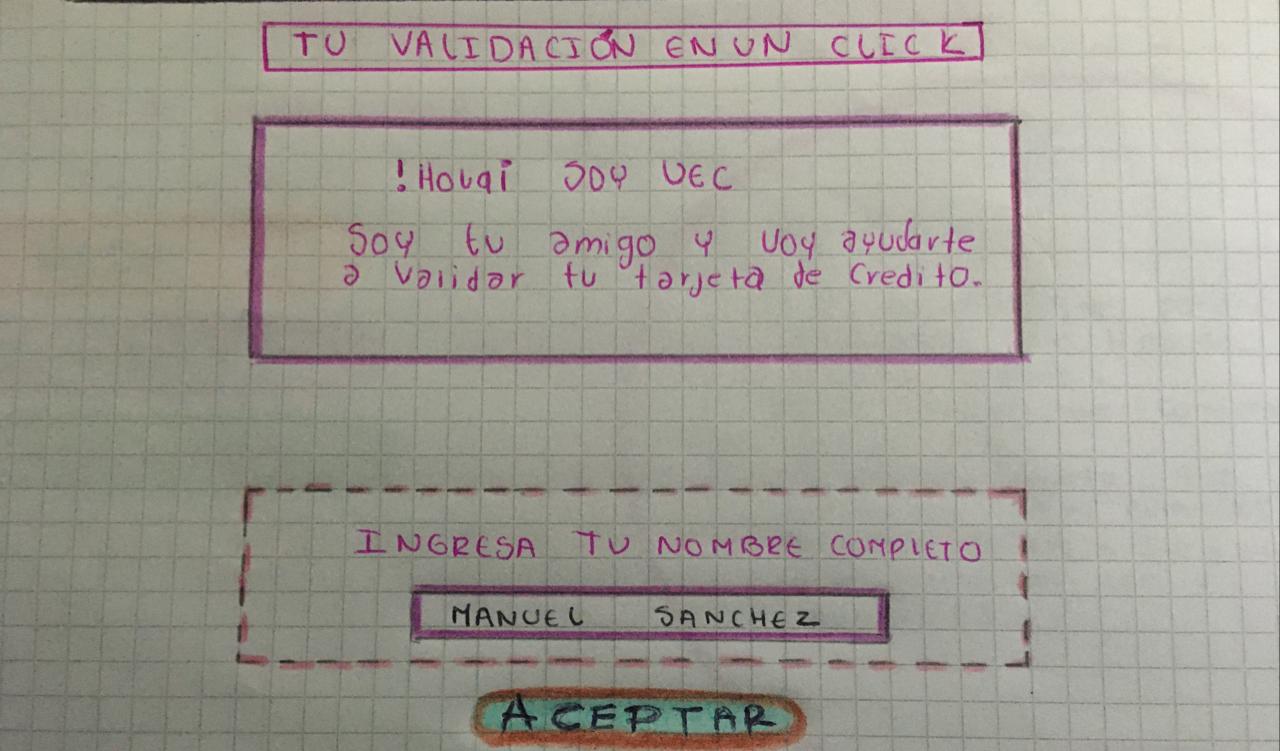 TU VALIDACIÓN EN UN CLICK
!Hola¡ SOY VEC
Soy tu amigo y voy ayudarte
a validar tu tarjeta de credito.
INGRESA TU NOMBRE COMPLETO
MANUEL SANCHEZ
ACEPTAR